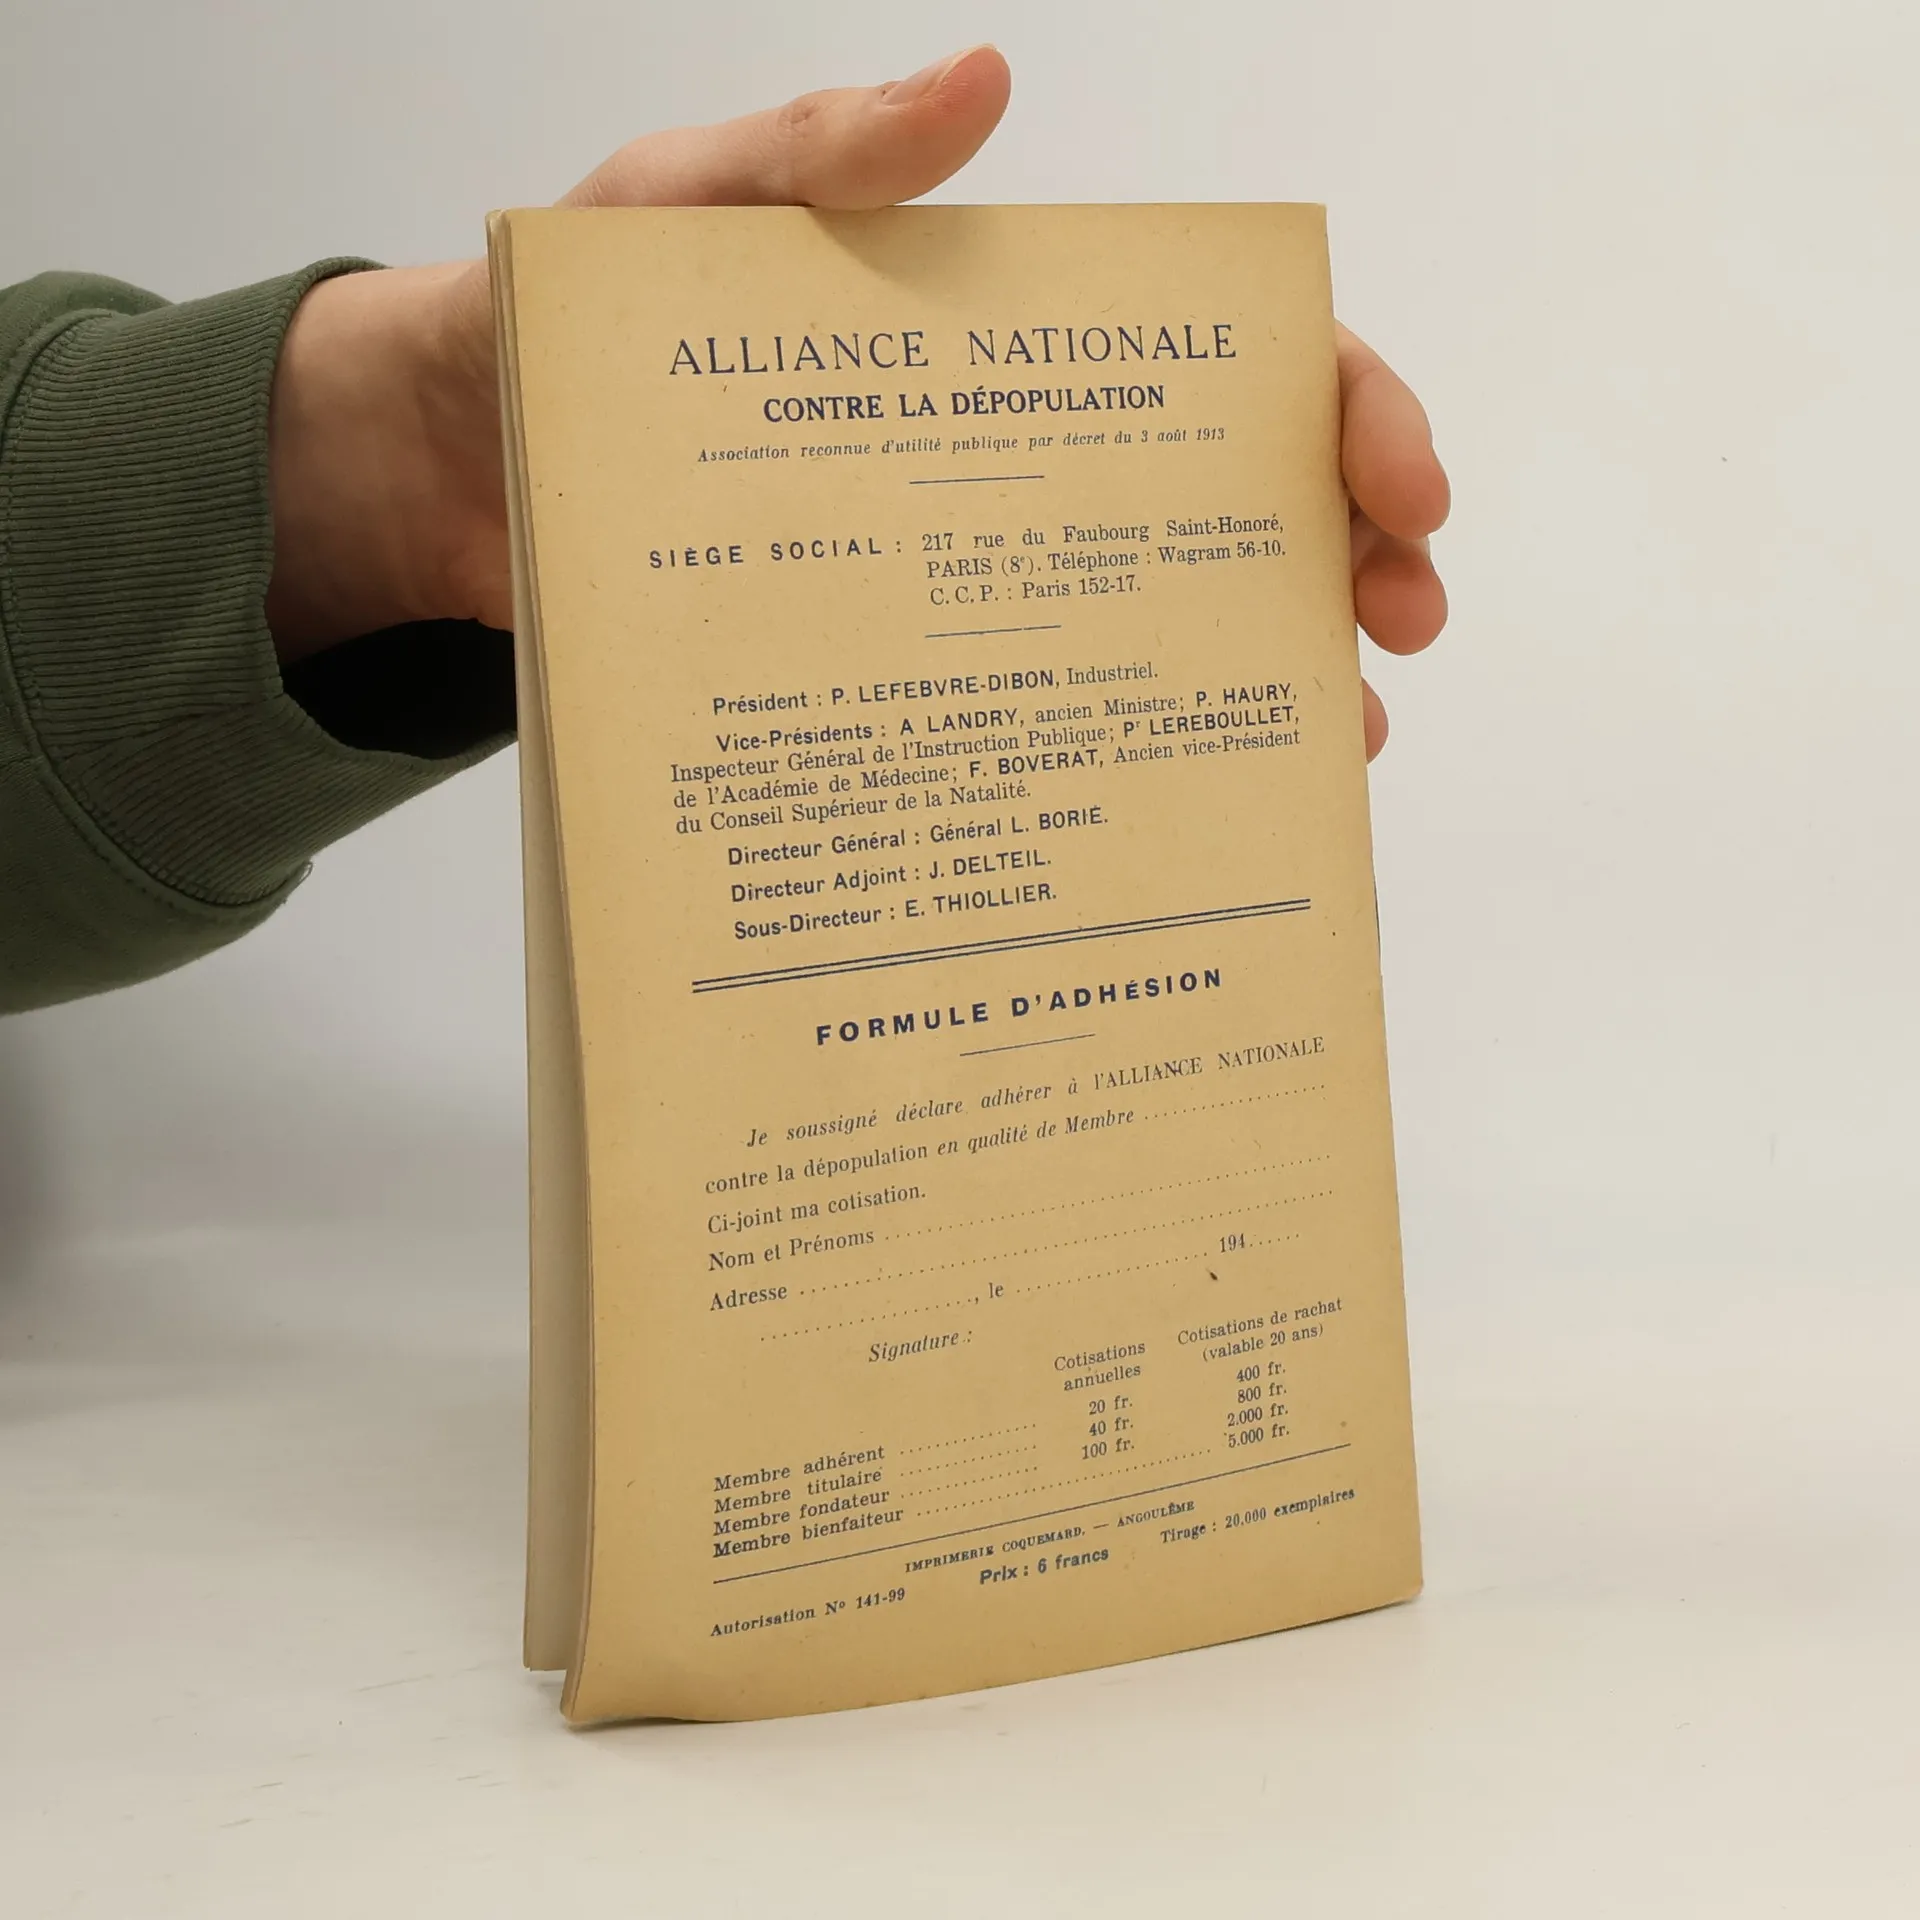 ALLIANCE NATIONALE
CONTRE LA DÉPOPULATION
Association reconnue d'utilité publique par décret du 3 août 1913
SIÈGE SOCIAL : 217 rue du Faubourg Saint-Honoré,
PARIS (8e). Téléphone : Wagram 56-10.
C. C. P. : Paris 152-17.
Président : P. LEFEBVRE-DIBON, Industriel.
Vice-Présidents : A LANDRY, ancien Ministre; P. HAURY,
Inspecteur Général de l'Instruction Publique; Pr LEREBOULLET,
de l'Académie de Médecine; F. BOVERAT, Ancien vice-Président
du Conseil Supérieur de la Natalité.
Directeur Général : Général L. BORIÉ.
Directeur Adjoint : J. DELTEIL.
Sous-Directeur : E. THIOLLIER.
FORMULE D'ADHÉSION
Je soussigné déclare adhérer à l'ALLIANCE NATIONALE
contre la dépopulation en qualité de Membre ....................
Ci-joint ma cotisation.
Nom et Prénoms ..................................................
Adresse ..........................................................
...................., le .................... 194.......
Signature :
Cotisations annuelles
Cotisations de rachat (valable 20 ans)
Membre adhérent .................... 20 fr. 400 fr.
Membre titulaire .................... 40 fr. 800 fr.
Membre fondateur .................... 100 fr. 2.000 fr.
Membre bienfaiteur ........................................ 5.000 fr.
IMPRIMERIE COQUEMARD. — ANGOULÊME
Autorisation No 141-99 Prix : 6 francs Tirage : 20.000 exemplaires